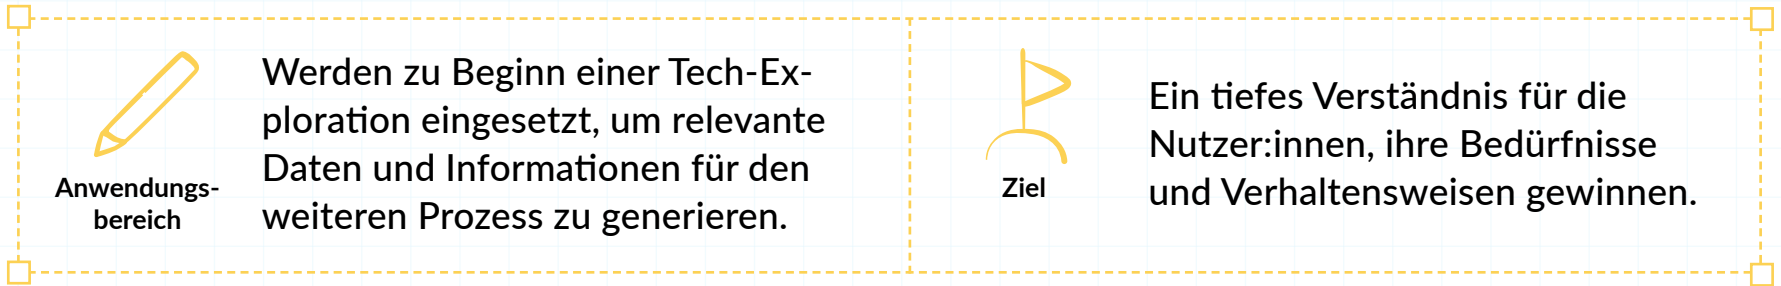 Anwendungs-
bereich
Werden zu Beginn einer Tech-Ex-
ploration eingesetzt, um relevante
Daten und Informationen für den
weiteren Prozess zu generieren.
Ziel
Ein tiefes Verständnis für die
Nutzer:innen, ihre Bedürfnisse
und Verhaltensweisen gewinnen.